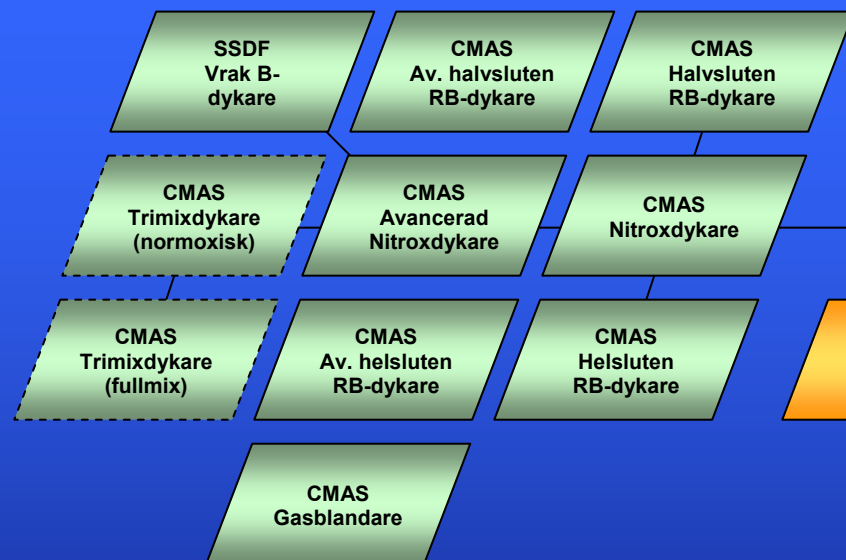 SSDF
Vrak B-
dykare
CMAS
Av. halvsluten
RB-dykare
CMAS
Halvsluten
RB-dykare
CMAS
Trimixdykare
(normoxisk)
CMAS
Avancerad
Nitroxdykare
CMAS
Nitroxdykare
CMAS
Trimixdykare
(fullmix)
CMAS
Av. helsluten
RB-dykare
CMAS
Helsluten
RB-dykare
CMAS
Gasblandare